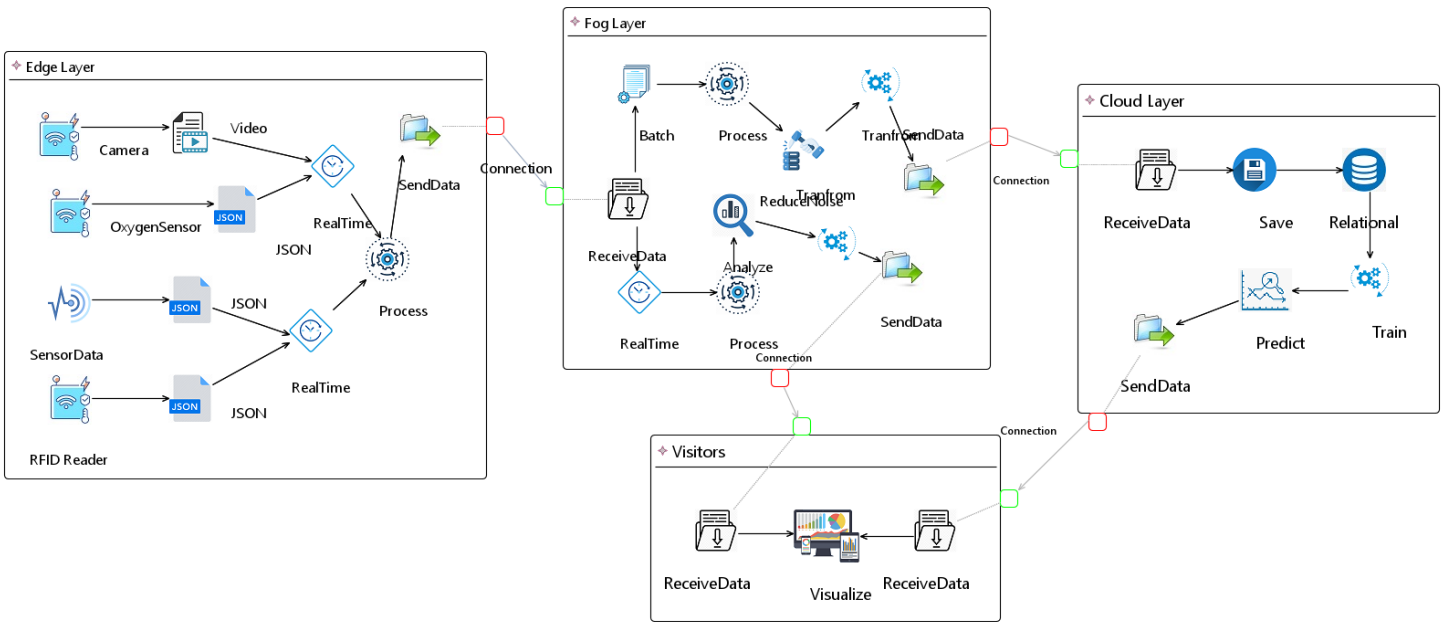 Edge Layer
Camera
Video
OxygenSensor
JSON
JSON
RealTime
SendData
Process
SensorData
JSON
JSON
RealTime
RFID Reader
JSON
JSON
Connection
Fog Layer
Batch
Process
Tranfrom
SendData
Tranfrom
ReduceNoise
ReceiveData
Analyze
RealTime
Process
SendData
Connection
Connection
Cloud Layer
ReceiveData
Save
Relational
Train
Predict
SendData
Connection
Visitors
ReceiveData
Visualize
ReceiveData